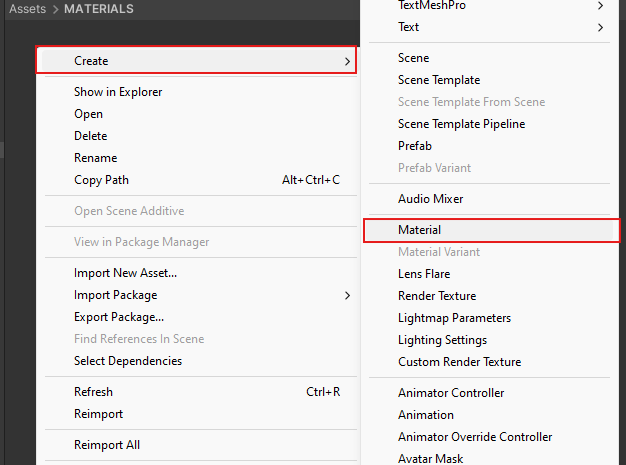 Assets > MATERIALS
Create >
Show in Explorer
Open
Delete
Rename
Copy Path Alt+Ctrl+C
Open Scene Additive
View in Package Manager
Import New Asset...
Import Package >
Export Package...
Find References In Scene
Select Dependencies
Refresh Ctrl+R
Reimport
Reimport All
TextMeshPro >
Text >
Scene
Scene Template
Scene Template From Scene
Scene Template Pipeline
Prefab
Prefab Variant
Audio Mixer
Material
Material Variant
Lens Flare
Render Texture
Lightmap Parameters
Lighting Settings
Custom Render Texture
Animator Controller
Animation
Animator Override Controller
Avatar Mask